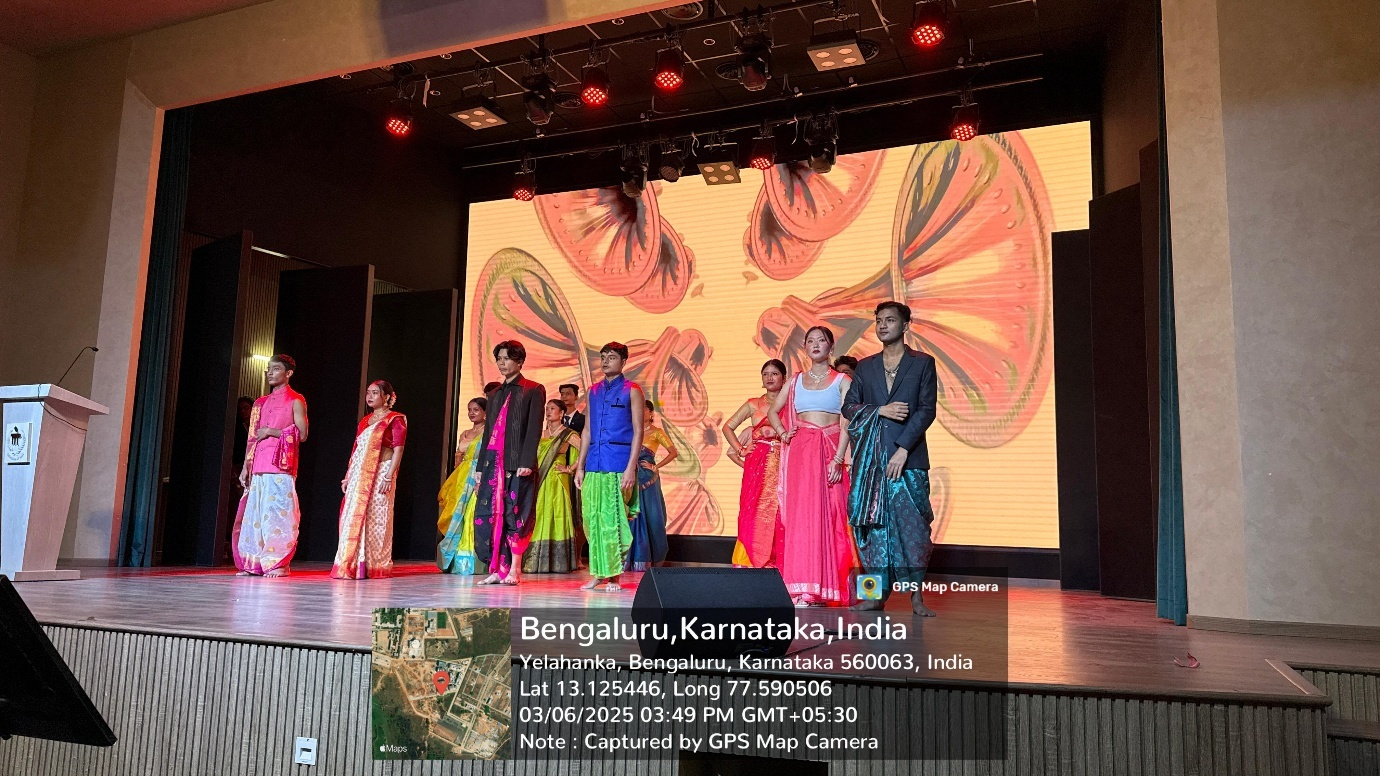 GPS Map Camera
Bengaluru,Karnataka,India
Yelahanka, Bengaluru, Karnataka 560063, India
Lat 13.125446, Long 77.590506
03/06/2025 03:49 PM GMT+05:30
Note : Captured by GPS Map Camera
Maps